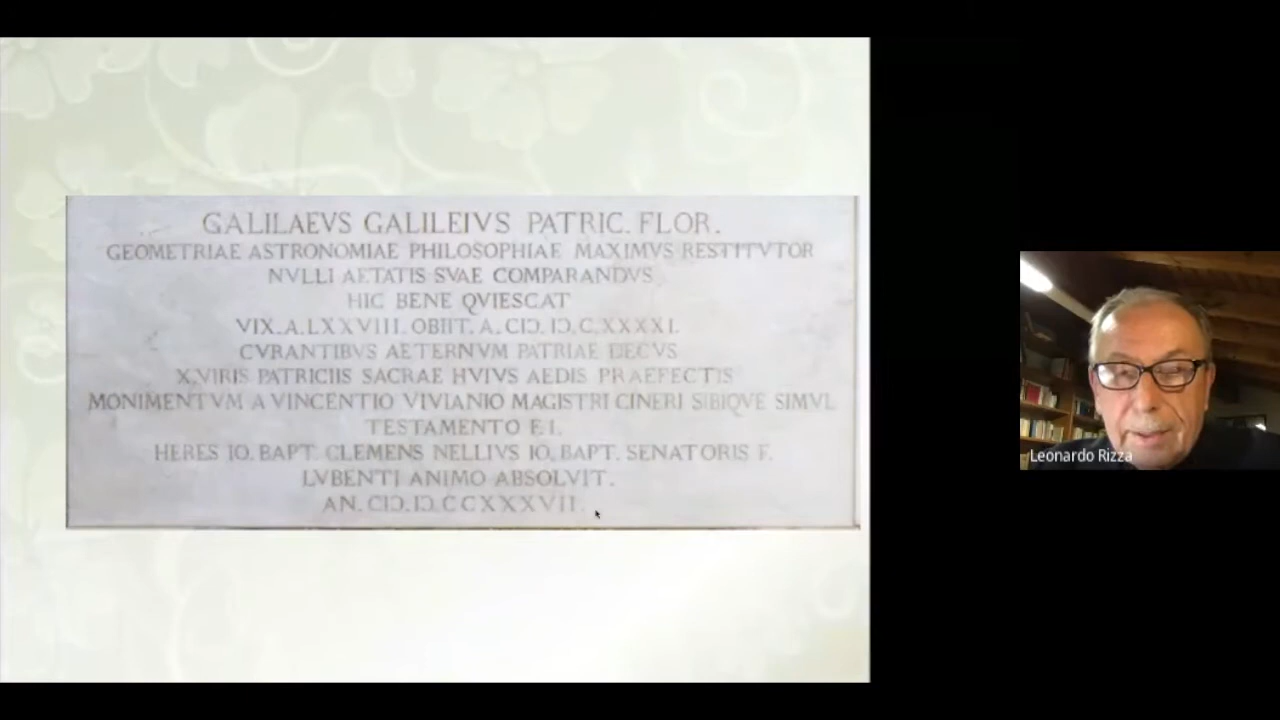 GALILAEVS GALILEIVS PATRIC. FLOR.
GEOMETRIAE ASTRONOMIAE PHILOSOPHIAE MAXIMVS RESTITVTOR
NVLLI AETATIS SVAE COMPARANDVS
HIC BENE QVIESCAT
VIX. A. LXXVIII. OBIIT. A. CIↃ. IↃ. C. XXXXI.
CVRANTIBVS AETERNVM PATRIAE DECVS
X. VIRIS PATRICIIS SACRAE HVIVS AEDIS PRAEFECTIS
MONIMENTVM A VINCENTIO VIVIANIO MAGISTRI CINERI SIBIQVE SIMVL
TESTAMENTO F. I.
HERES IO. BAPT. CLEMENS NELLIVS IO. BAPT. SENATORIS F.
LVBENTI ANIMO ABSOLVIT.
AN. CIↃ. IↃ. CCXXXVII.
Leonardo Rizza